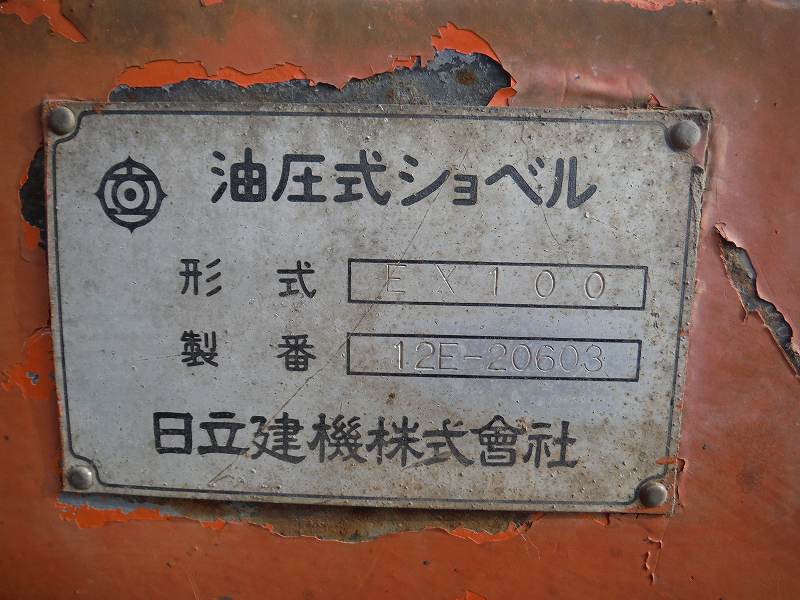 油圧式ショベル
形式 EX100
製番 12E-20603
日立建機株式會社